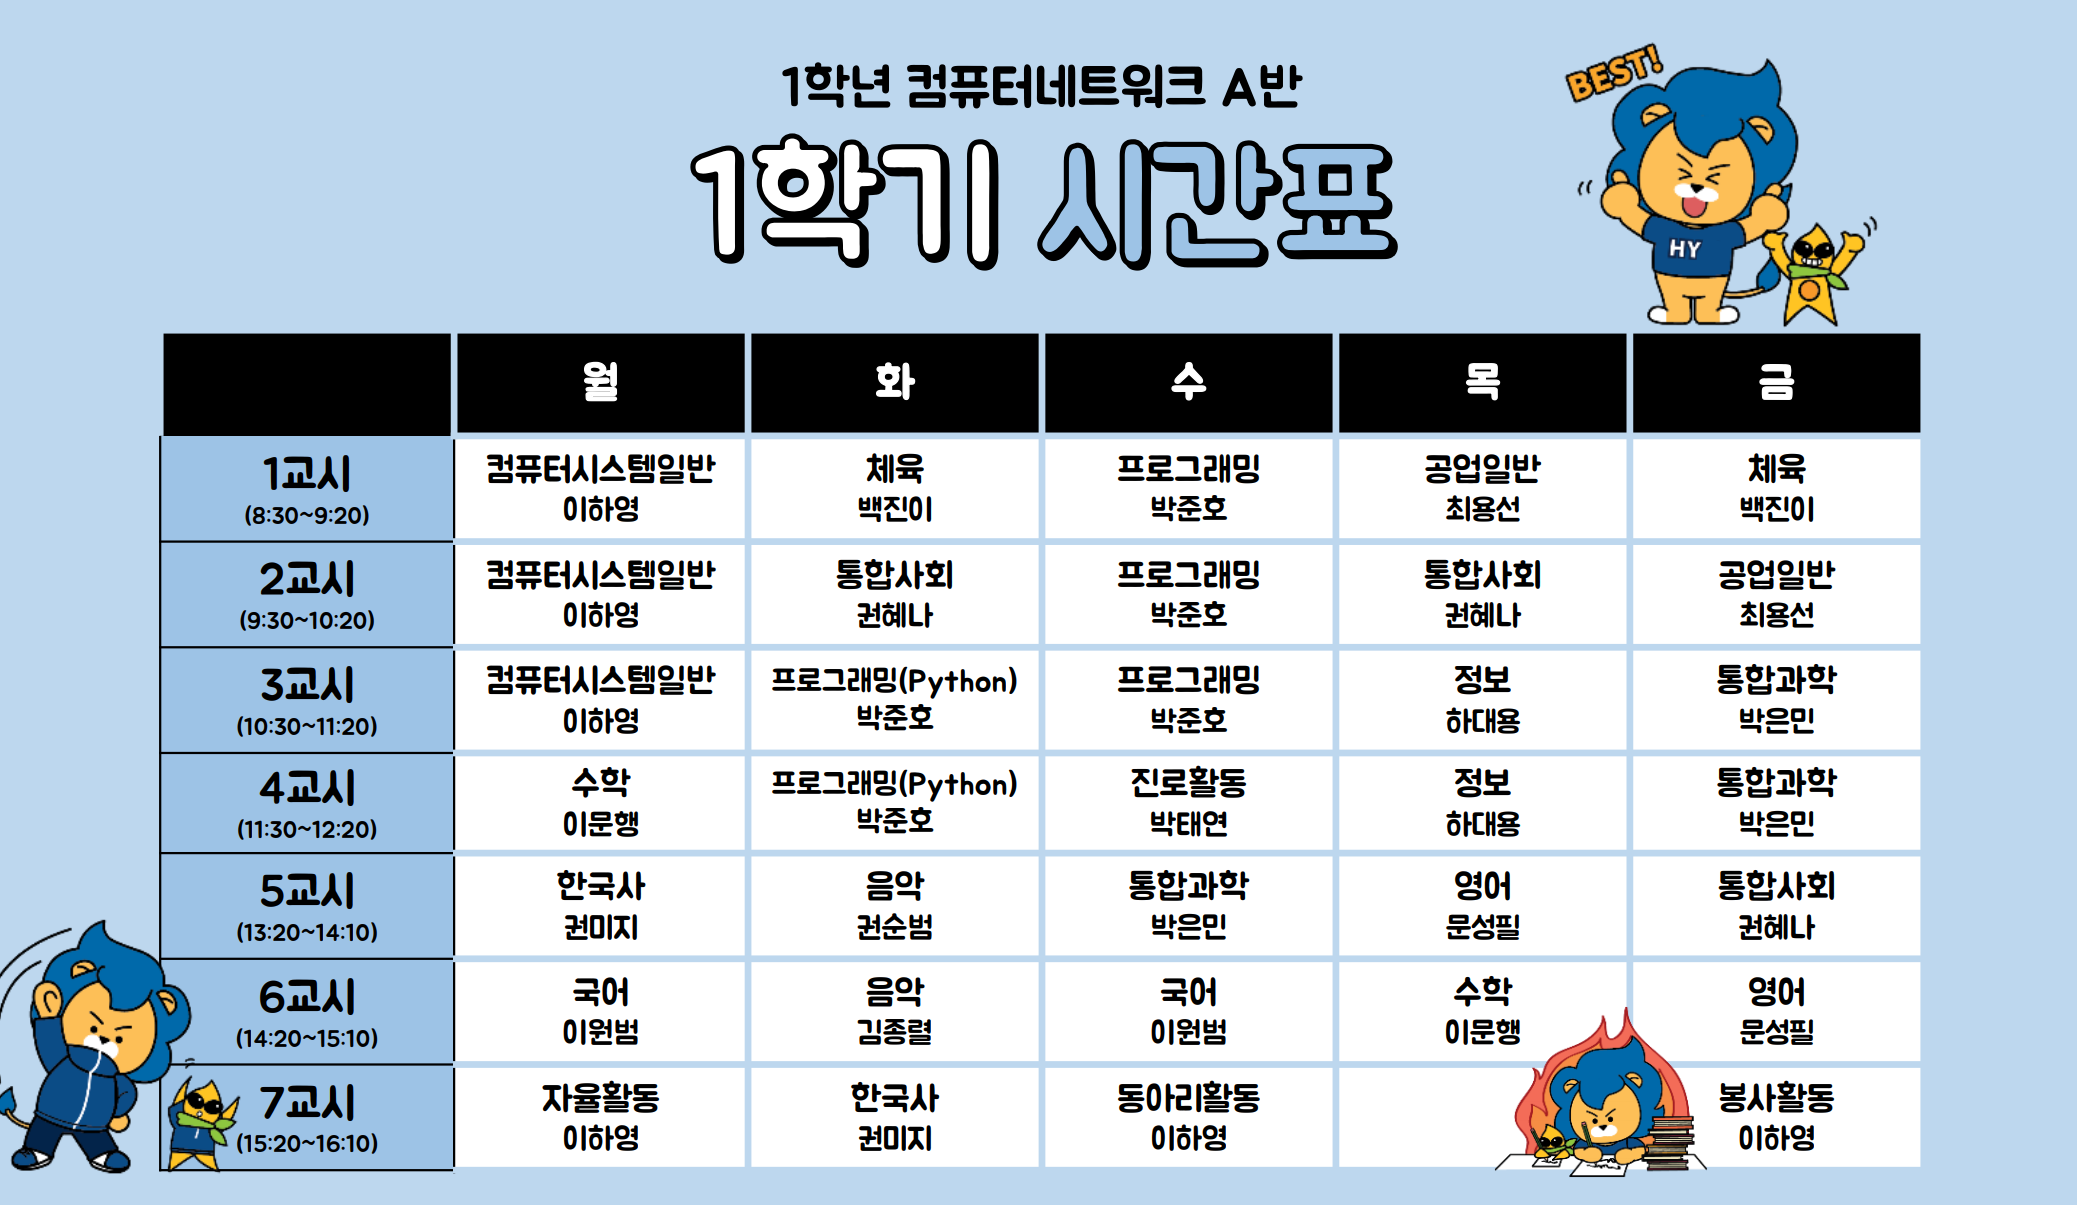 1학년 컴퓨터네트워크 A반
BEST!
1학기 시간표
HY
월 화 수 목 금
1교시 컴퓨터시스템일반 체육 프로그래밍 공업일반 체육
(8:30~9:20) 이하영 백진이 박준호 최용선 백진이
2교시 컴퓨터시스템일반 통합사회 프로그래밍 통합사회 공업일반
(9:30~10:20) 이하영 권혜나 박준호 권혜나 최용선
3교시 컴퓨터시스템일반 프로그래밍(Python) 프로그래밍 정보 통합과학
(10:30~11:20) 이하영 박준호 박준호 하대용 박은민
4교시 수학 프로그래밍(Python) 진로활동 정보 통합과학
(11:30~12:20) 이문행 박준호 박태연 하대용 박은민
5교시 한국사 음악 통합과학 영어 통합사회
(13:20~14:10) 권미지 권순범 박은민 문성필 권혜나
6교시 국어 음악 국어 수학 영어
(14:20~15:10) 이원범 김종렬 이원범 이문행 문성필
7교시 자율활동 한국사 동아리활동 봉사활동
(15:20~16:10) 이하영 권미지 이하영 이하영